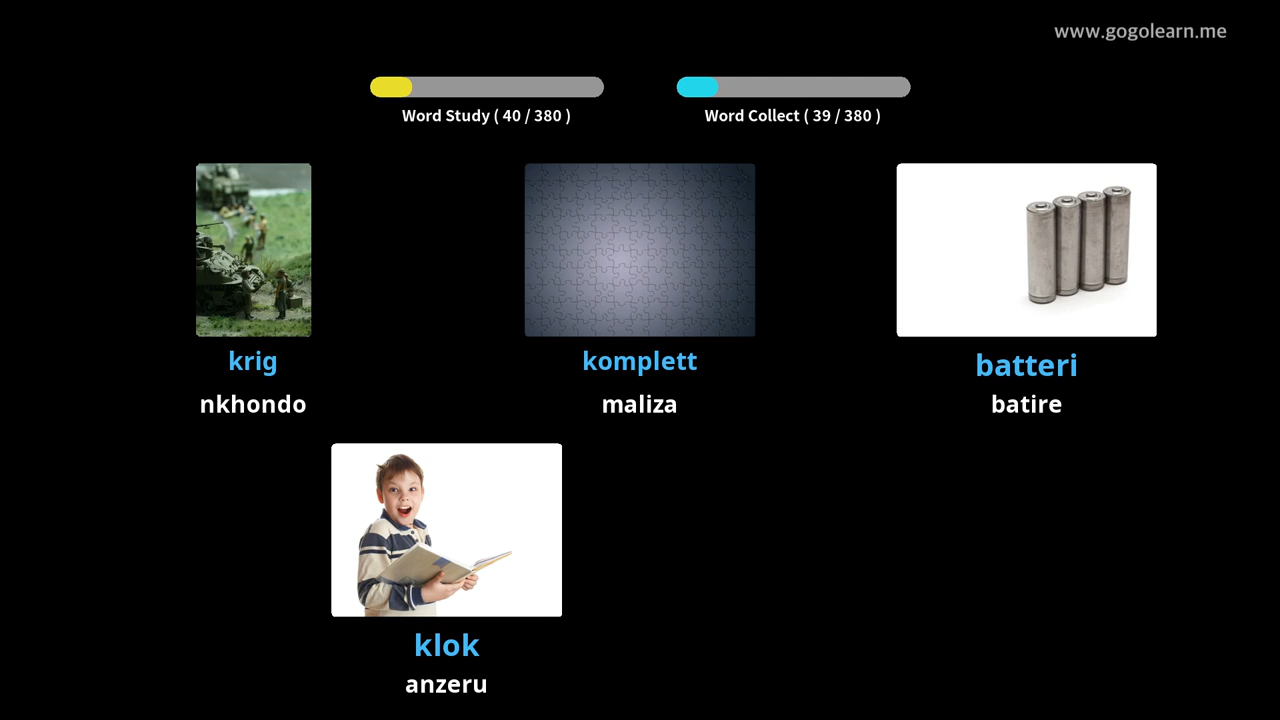 www.gogolearn.me
Word Study ( 40 / 380 )
Word Collect ( 39 / 380 )
krig
nkhondo
komplett
maliza
batteri
batire
klok
anzeru